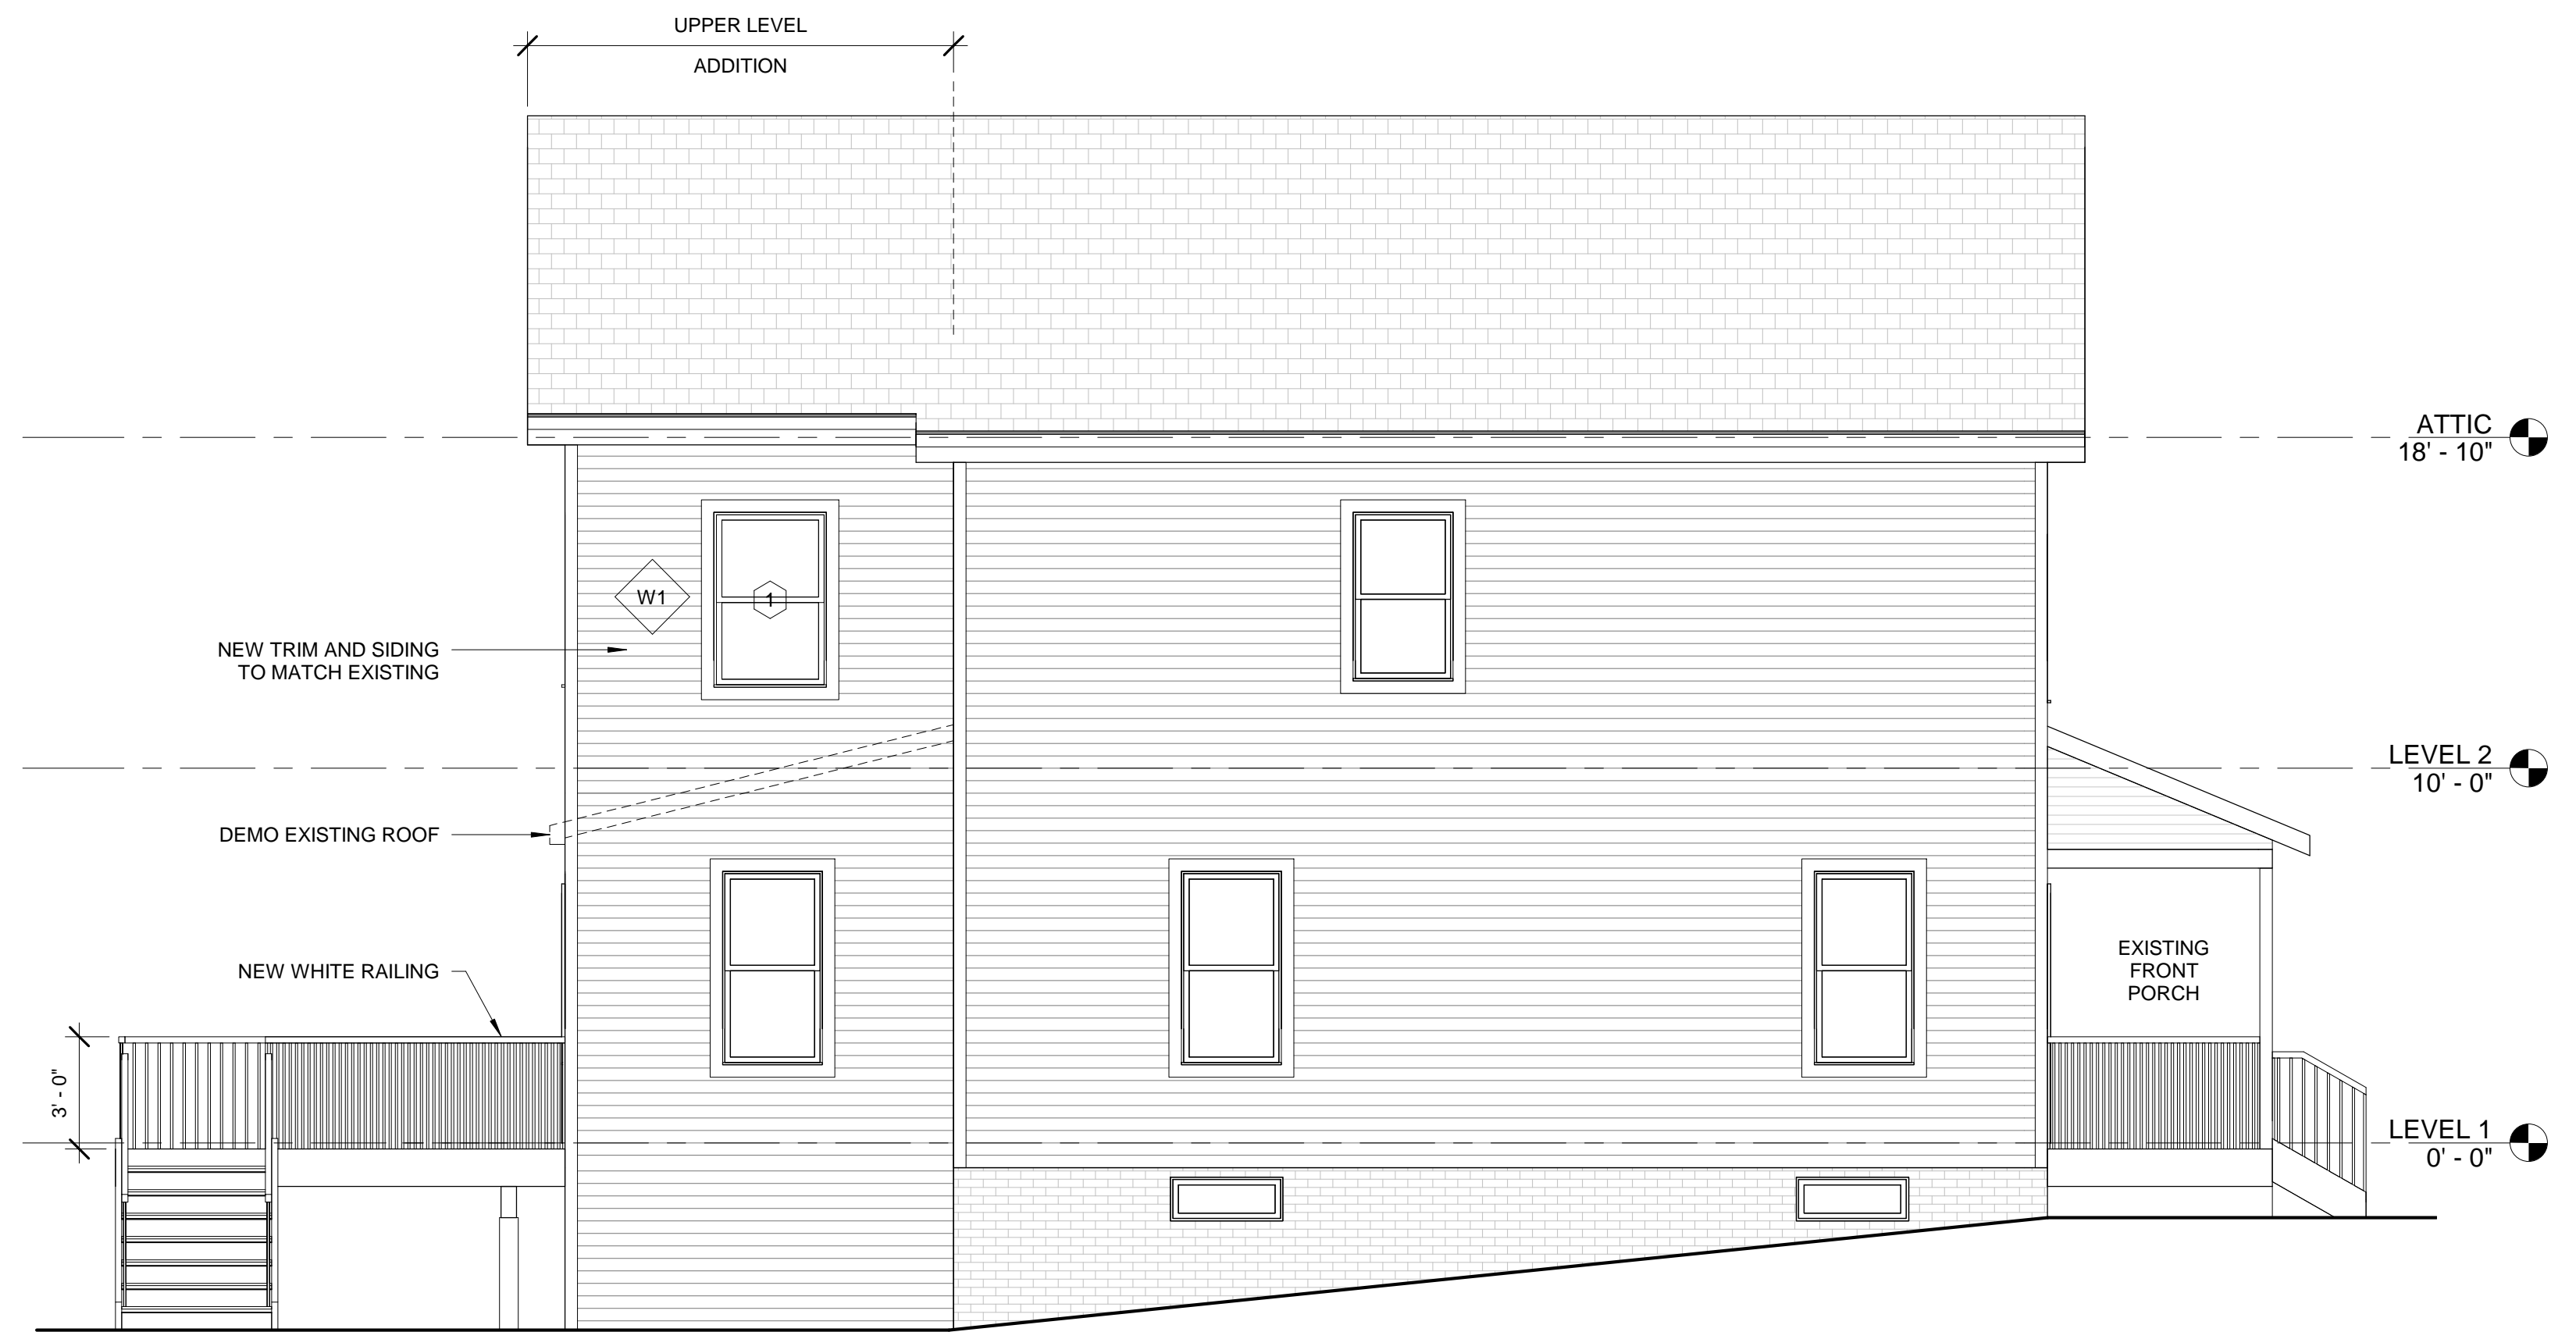 UPPER LEVEL
ADDITION
ATTIC
18' - 10"
W1
1
NEW TRIM AND SIDING
TO MATCH EXISTING
LEVEL 2
10' - 0"
DEMO EXISTING ROOF
NEW WHITE RAILING
EXISTING
FRONT
PORCH
3' - 0"
LEVEL 1
0' - 0"